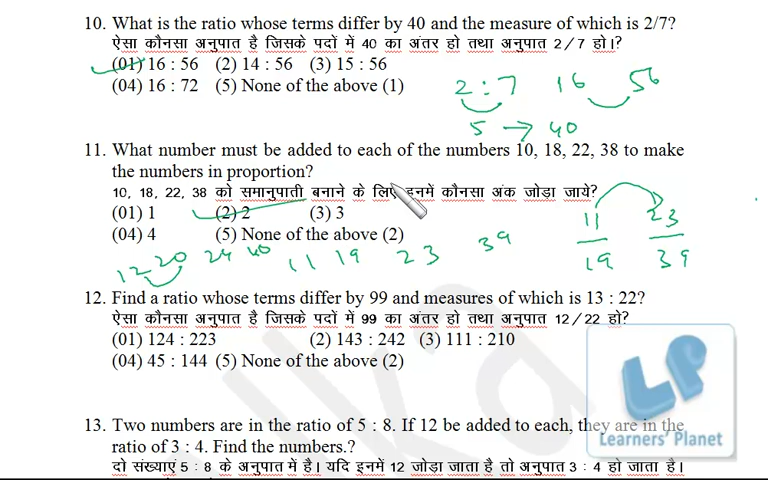 10. What is the ratio whose terms differ by 40 and the measure of which is 2/7?
ऐसा कौनसा अनुपात है जिसके पदों में 40 का अंतर हो तथा अनुपात 2/7 हो।?
(01) 16 : 56 (2) 14 : 56 (3) 15 : 56
(04) 16 : 72 (5) None of the above (1)
2 : 7 16 56
5 → 40
11. What number must be added to each of the numbers 10, 18, 22, 38 to make
the numbers in proportion?
10, 18, 22, 38 को समानुपाती बनाने के लिए इनमें कौनसा अंक जोड़ा जाये?
(01) 1 (2) 2 (3) 3
(04) 4 (5) None of the above (2)
11/19 23/39
12 20 24 40 11 19 23 39
12. Find a ratio whose terms differ by 99 and measures of which is 13 : 22?
ऐसा कौनसा अनुपात है जिसके पदों में 99 का अंतर हो तथा अनुपात 12/22 हो?
(01) 124 : 223 (2) 143 : 242 (3) 111 : 210
(04) 45 : 144 (5) None of the above (2)
13. Two numbers are in the ratio of 5 : 8. If 12 be added to each, they are in the
ratio of 3 : 4. Find the numbers.?
दो संख्याएं 5 : 8 के अनुपात में है। यदि इनमें 12 जोड़ा जाता है तो अनुपात 3 : 4 हो जाता है।
LP
Learners' Planet